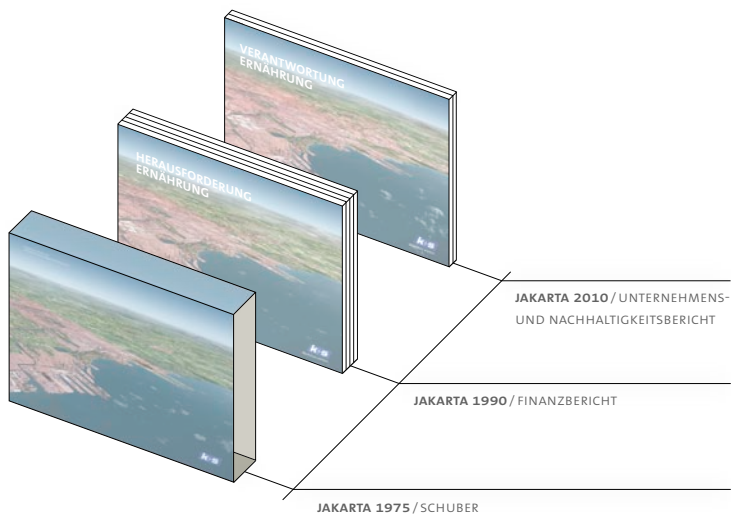 VERANTWORTUNG
ERNÄHRUNG
HERAUSFORDERUNG
ERNÄHRUNG
k+s
k+s
k+s
JAKARTA 2010 / UNTERNEHMENS-
UND NACHHALTIGKEITSBERICHT
JAKARTA 1990 / FINANZBERICHT
JAKARTA 1975 / SCHUBER